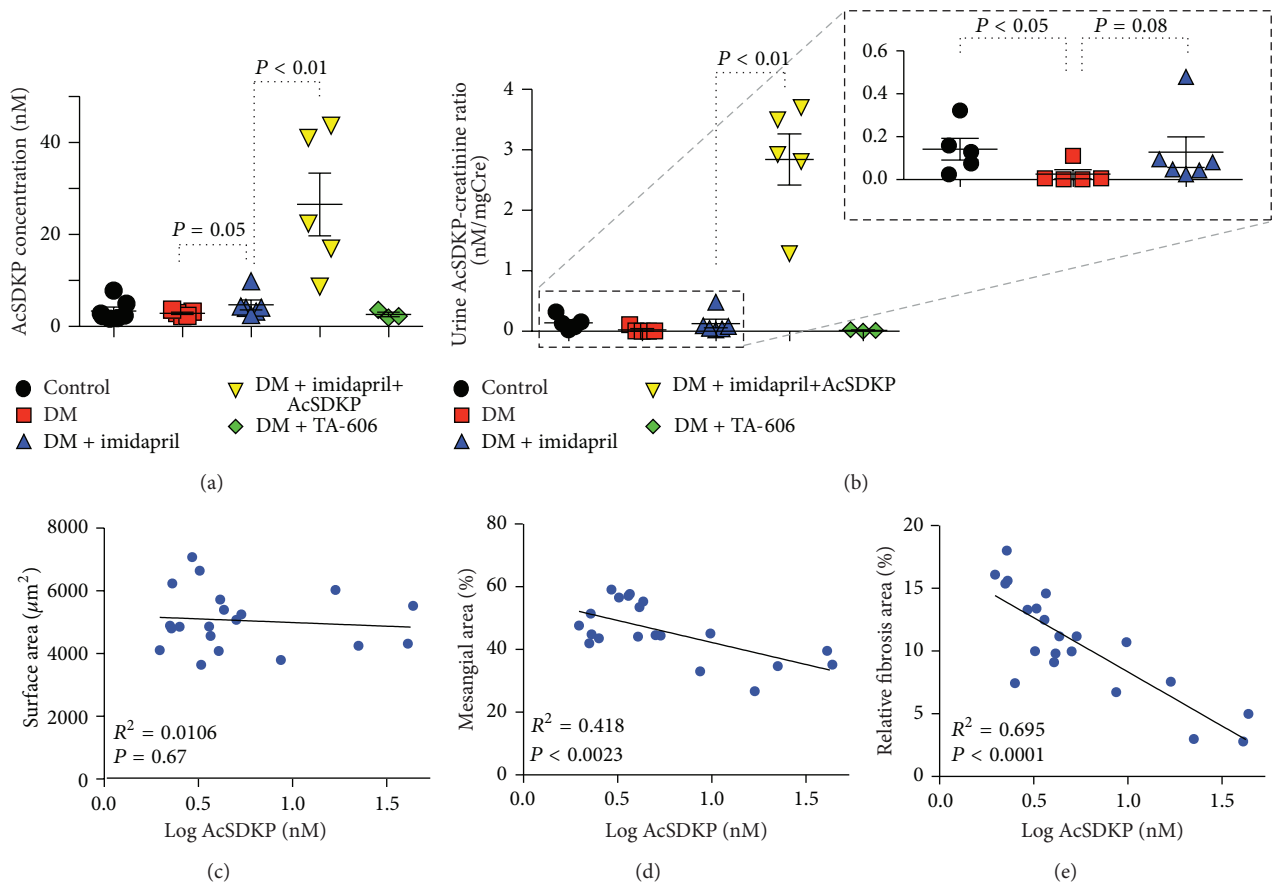 AcSDKP concentration (nM)
40
20
0
P = 0.05
P < 0.01
Control
DM
DM + imidapril
DM + imidapril+
AcSDKP
DM + TA-606
(a)
Urine AcSDKP-creatinine ratio
(nM/mgCre)
4
3
2
1
0
P < 0.01
0.6
0.4
0.2
0.0
P < 0.05
P = 0.08
Control
DM
DM + imidapril
DM + imidapril+AcSDKP
DM + TA-606
(b)
Surface area (μm²)
8000
6000
4000
2000
0
R² = 0.0106
P = 0.67
0.0 0.5 1.0 1.5
Log AcSDKP (nM)
(c)
Mesangial area (%)
80
60
40
20
0
R² = 0.418
P < 0.0023
0.0 0.5 1.0 1.5
Log AcSDKP (nM)
(d)
Relative fibrosis area (%)
20
15
10
5
0
R² = 0.695
P < 0.0001
0.0 0.5 1.0 1.5
Log AcSDKP (nM)
(e)